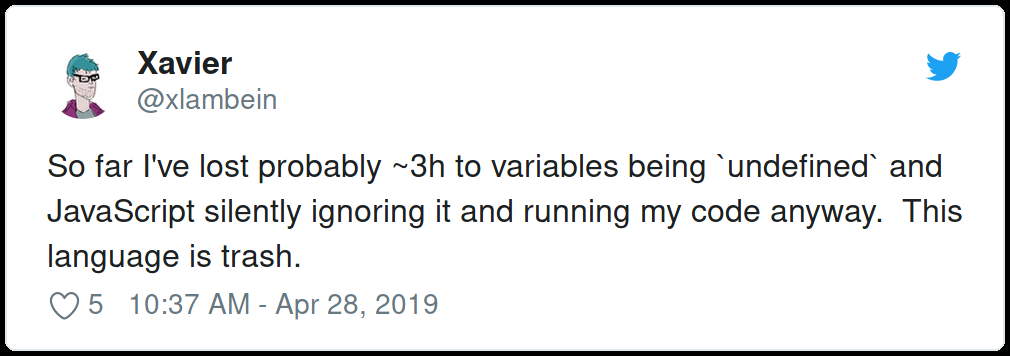 Xavier
@xlambein
So far I've lost probably ~3h to variables being `undefined` and
JavaScript silently ignoring it and running my code anyway.  This
language is trash.
5 10:37 AM - Apr 28, 2019